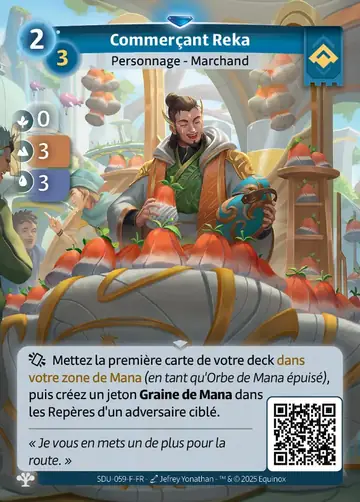 2
Commerçant Reka
3
Personnage - Marchand
0
3
3
Mettez la première carte de votre deck dans
votre zone de Mana (en tant qu'Orbe de Mana épuisé),
puis créez un jeton Graine de Mana dans
les Repères d'un adversaire ciblé.
« Je vous en mets un de plus pour la
route. »
SDU-059-F-FR - Jefrey Yonathan - ™ & © 2025 Equinox